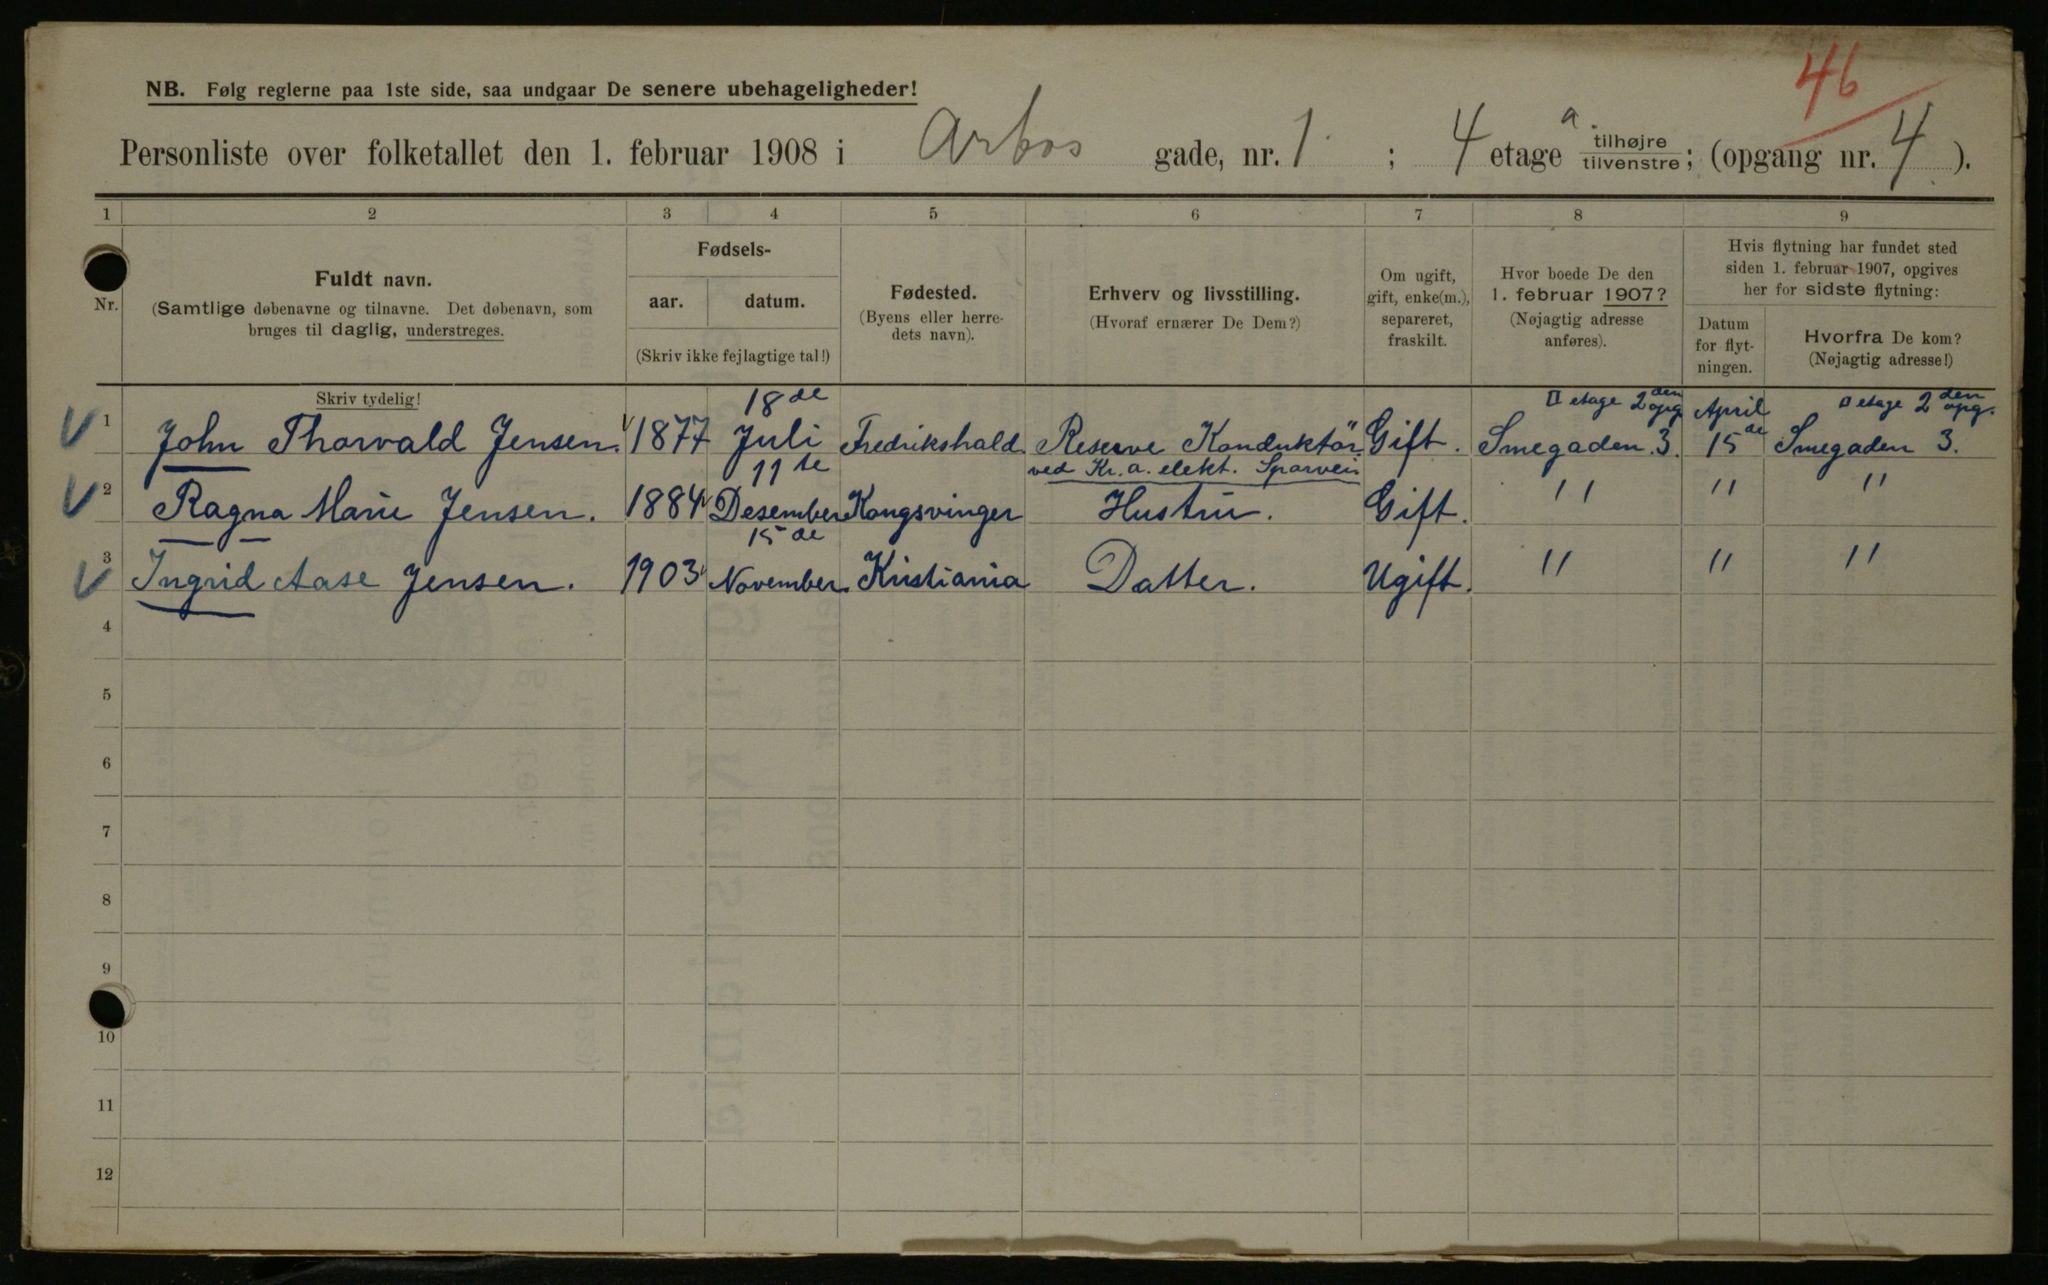 46
NB. Følg reglerne paa 1ste side, saa undgaar De senere ubehageligheder!
Personliste over folketallet den 1. februar 1908 i Arbos gade, nr. 1 ; 4 etage a tilhøjre tilvenstre; (opgang nr. 4 ).
1 2 3 4 5 6 7 8 9
Nr.
Fuldt navn.
(Samtlige døbenavne og tilnavne. Det døbenavn, som
bruges til daglig, understreges.
Skriv tydelig!
Fødsels-
aar. datum.
(Skriv ikke fejlagtige tal!)
Fødested.
(Byens eller herre-
dets navn).
Erhverv og livsstilling.
(Hvoraf ernærer De Dem?)
Om ugift,
gift, enke(m.),
separeret,
fraskilt.
Hvor boede De den
1. februar 1907?
(Nøjagtig adresse
anføres).
Hvis flytning har fundet sted
siden 1. februar 1907, opgives
her for sidste flytning:
Datum
for flyt-
ningen.
Hvorfra De kom?
(Nøjagtig adresse!)
18de etage 2den opg. April etage 2den opg.
1 John Thorvald Jensen. 1877 Juli Fredrikshald Reserve Konduktör Gift. Smegaden. 3. 15de Smegaden 3.
11te ved Kr.a. elekt. Sporvei
2 Ragna Marie Jensen. 1884 Desember Kongsvinger Hustru. Gift. " " "
15de
3 Ingrid Aase Jensen. 1903 November. Kristiania Datter. Ugift. " " "
4
5
6
7
8
9
10
11
12